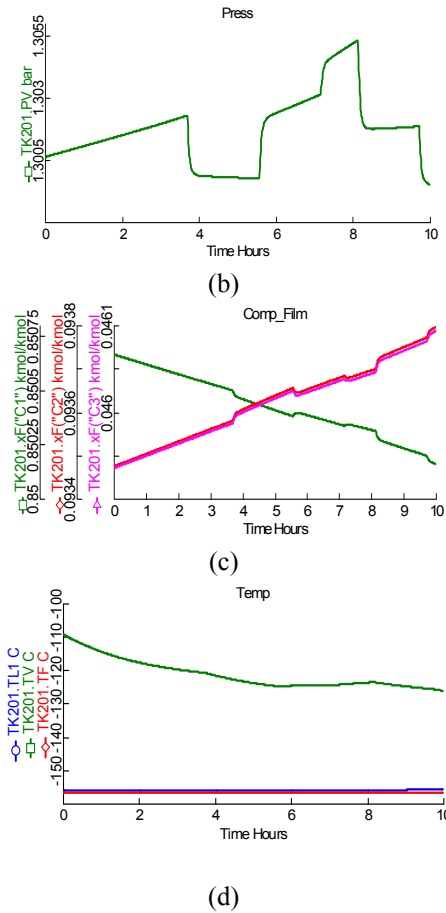 Press
TK201.PV bar
1.3005 1.303 1.3055
0 2 4 6 8 10
Time Hours
(b)
Comp_Film
TK201.xF("C1") kmol/kmol
0.85 0.85025 0.8505 0.85075
TK201.xF("C2") kmol/kmol
0.0934 0.0936 0.0938
TK201.xF("C3") kmol/kmol
0.046 0.0461
0 1 2 3 4 5 6 7 8 9 10
Time Hours
(c)
Temp
TK201.TL1 C
TK201.TV C
TK201.TF C
-150 -140 -130 -120 -110 -100
0 2 4 6 8 10
Time Hours
(d)